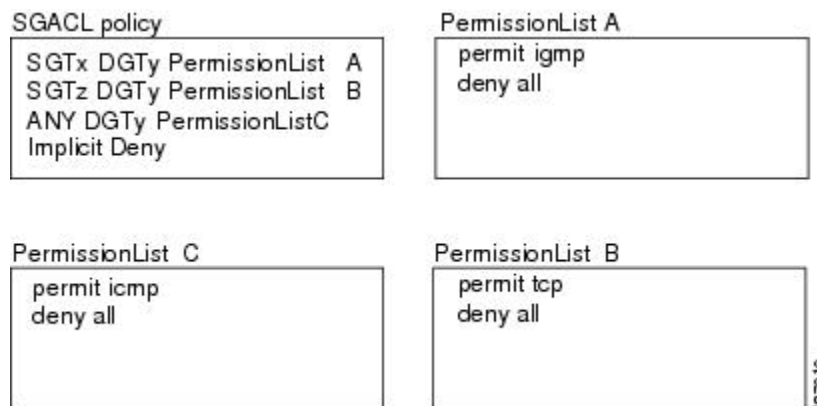 SGACL policy
SGTx DGTy PermissionList A
SGTz DGTy PermissionList B
ANY DGTy PermissionListC
Implicit Deny
PermissionList A
permit igmp
deny all
PermissionList C
permit icmp
deny all
PermissionList B
permit tcp
deny all